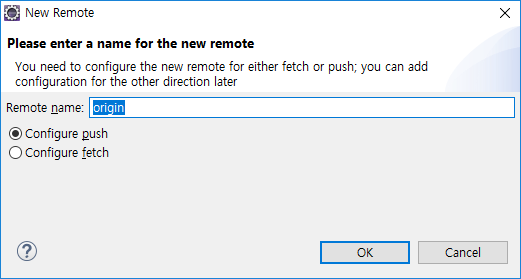 New Remote
Please enter a name for the new remote
You need to configure the new remote for either fetch or push; you can add
configuration for the other direction later
Remote name: origin
Configure push
Configure fetch
?
OK
Cancel